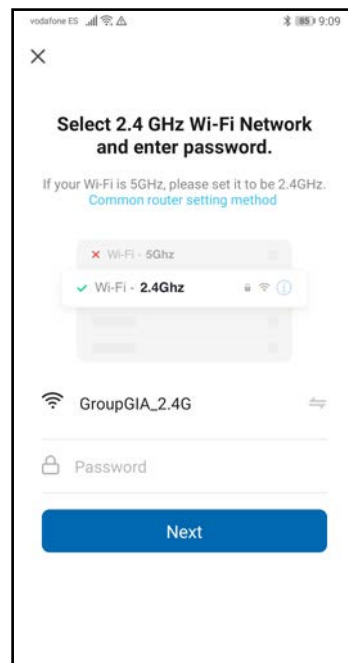 vodafone ES 85 9:09
Select 2.4 GHz Wi-Fi Network
and enter password.
If your Wi-Fi is 5GHz, please set it to be 2.4GHz.
Common router setting method
Wi-Fi - 5Ghz
Wi-Fi - 2.4Ghz
GroupGIA_2.4G
Password
Next